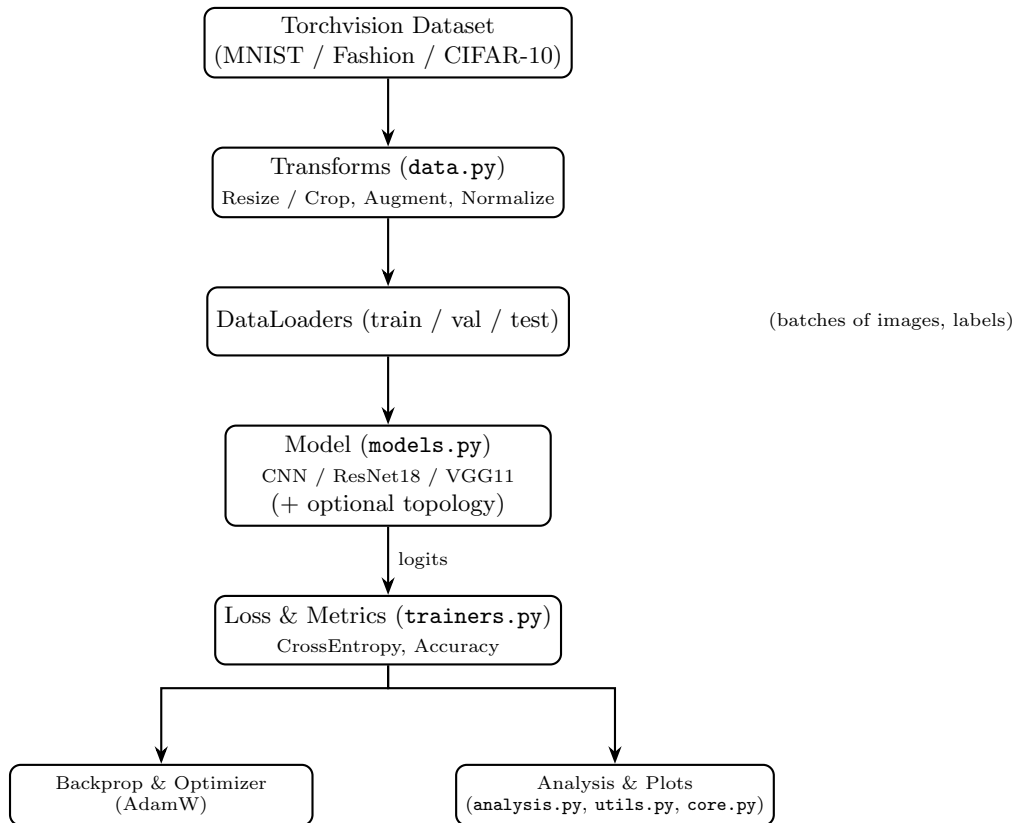 Torchvision Dataset
(MNIST / Fashion / CIFAR-10)
Transforms (data.py)
Resize / Crop, Augment, Normalize
DataLoaders (train / val / test)
(batches of images, labels)
Model (models.py)
CNN / ResNet18 / VGG11
(+ optional topology)
logits
Loss & Metrics (trainers.py)
CrossEntropy, Accuracy
Backprop & Optimizer
(AdamW)
Analysis & Plots
(analysis.py, utils.py, core.py)